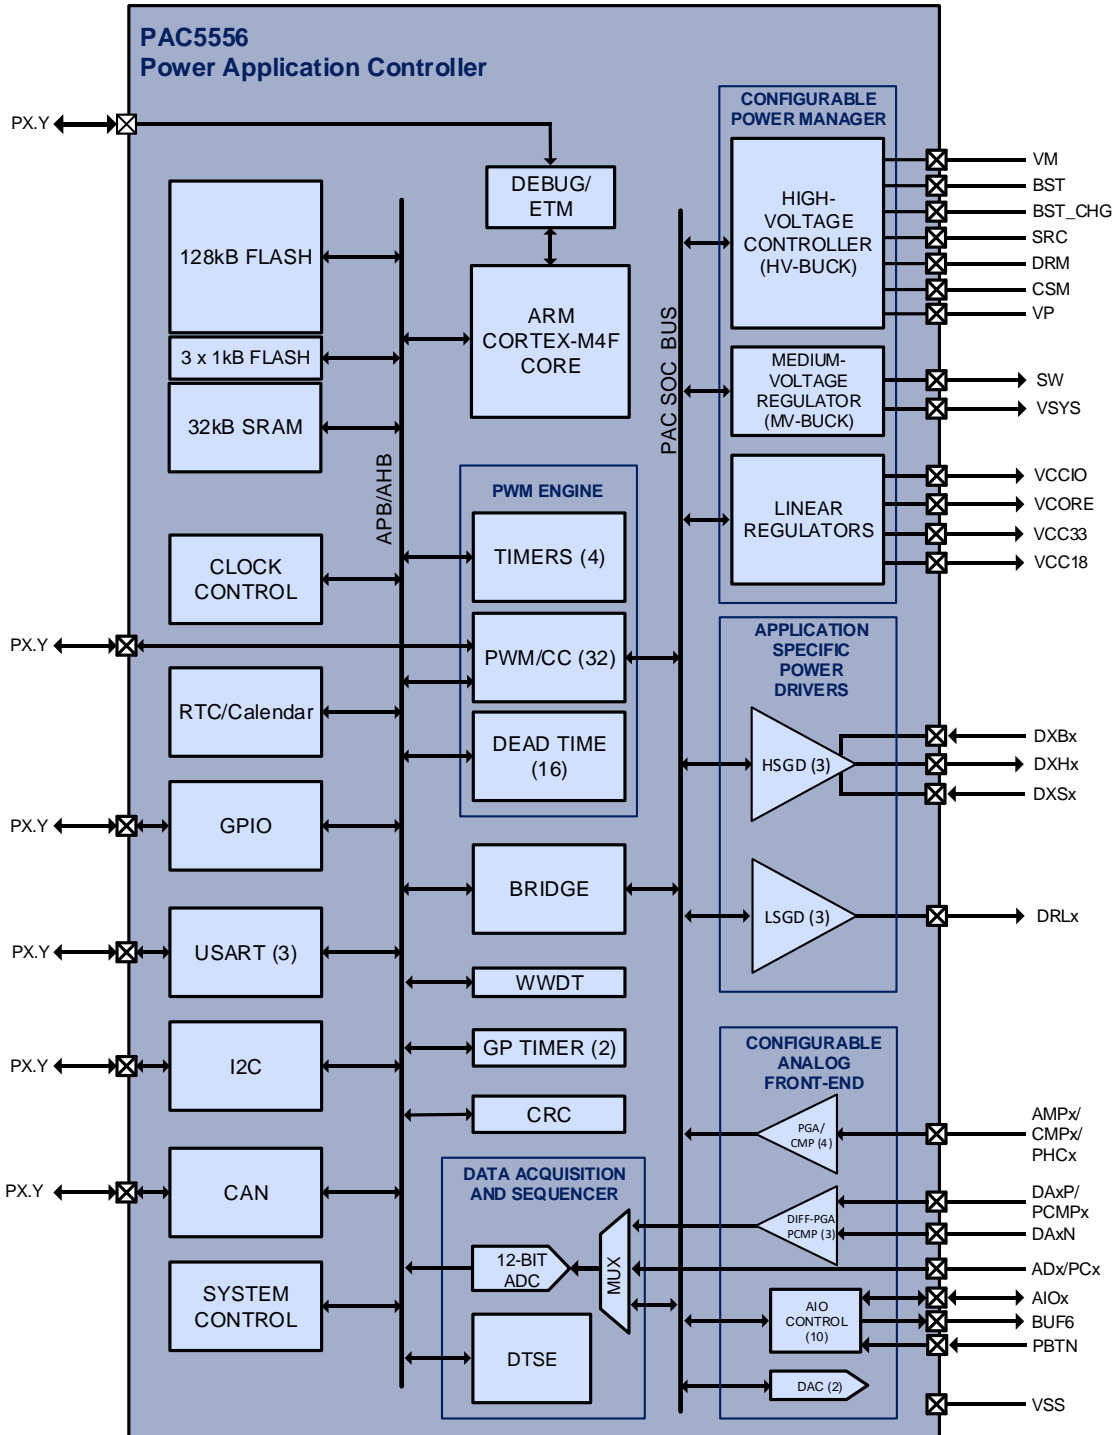 PAC5556
Power Application Controller
PX.Y
DEBUG/
ETM
128kB FLASH
3 x 1kB FLASH
32kB SRAM
ARM
CORTEX-M4F
CORE
APB/AHB
PAC SOC BUS
CONFIGURABLE
POWER MANAGER
HIGH-
VOLTAGE
CONTROLLER
(HV-BUCK)
VM
BST
BST_CHG
SRC
DRM
CSM
VP
MEDIUM-
VOLTAGE
REGULATOR
(MV-BUCK)
SW
VSYS
LINEAR
REGULATORS
VCCIO
VCORE
VCC33
VCC18
PWM ENGINE
TIMERS (4)
PWM/CC (32)
DEAD TIME
(16)
CLOCK
CONTROL
PX.Y
RTC/Calendar
PX.Y
GPIO
PX.Y
USART (3)
PX.Y
I2C
PX.Y
CAN
SYSTEM
CONTROL
BRIDGE
WWDT
GP TIMER (2)
CRC
DATA ACQUISITION
AND SEQUENCER
12-BIT
ADC
MUX
DTSE
APPLICATION
SPECIFIC
POWER
DRIVERS
HSGD (3)
DXBx
DXHx
DXSx
LSGD (3)
DRLx
CONFIGURABLE
ANALOG
FRONT-END
PGA/
CMP (4)
AMPx/
CMPx/
PHCx
DIFF-PGA
PCMP (3)
DAxP/
PCMPx
DAxN
ADx/PCx
AIO
CONTROL
(10)
AIOx
BUF6
PBTN
DAC (2)
VSS